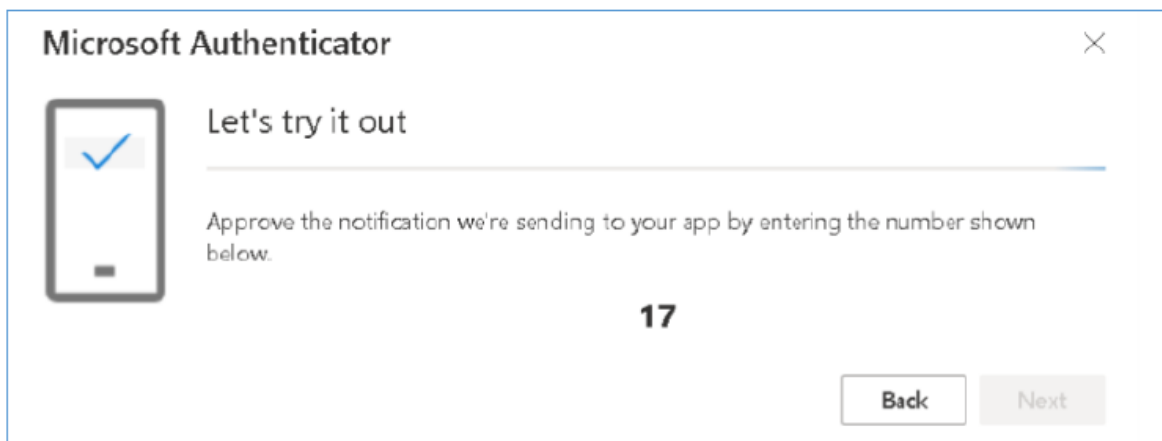 Microsoft Authenticator
Let's try it out
Approve the notification we're sending to your app by entering the number shown
below.
17
Back
Next